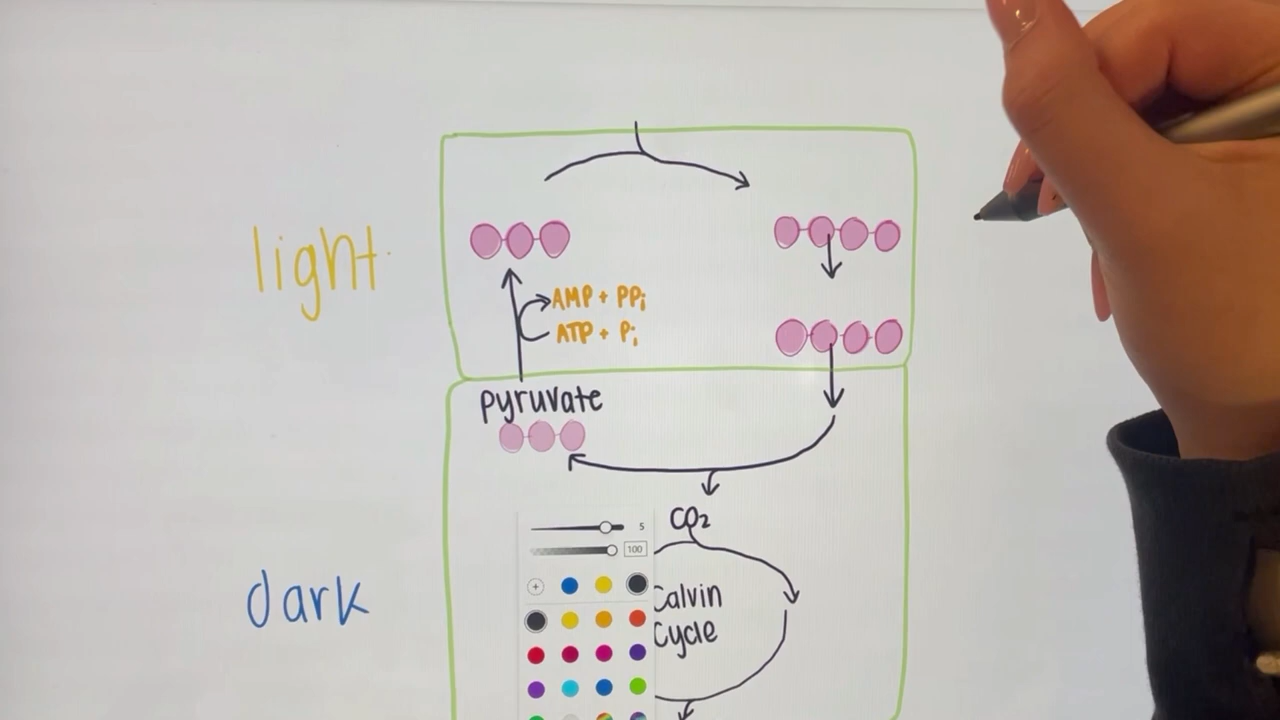 light
AMP + PPi
ATP + Pi
pyruvate
5
CO2
100
Calvin
Cycle
dark